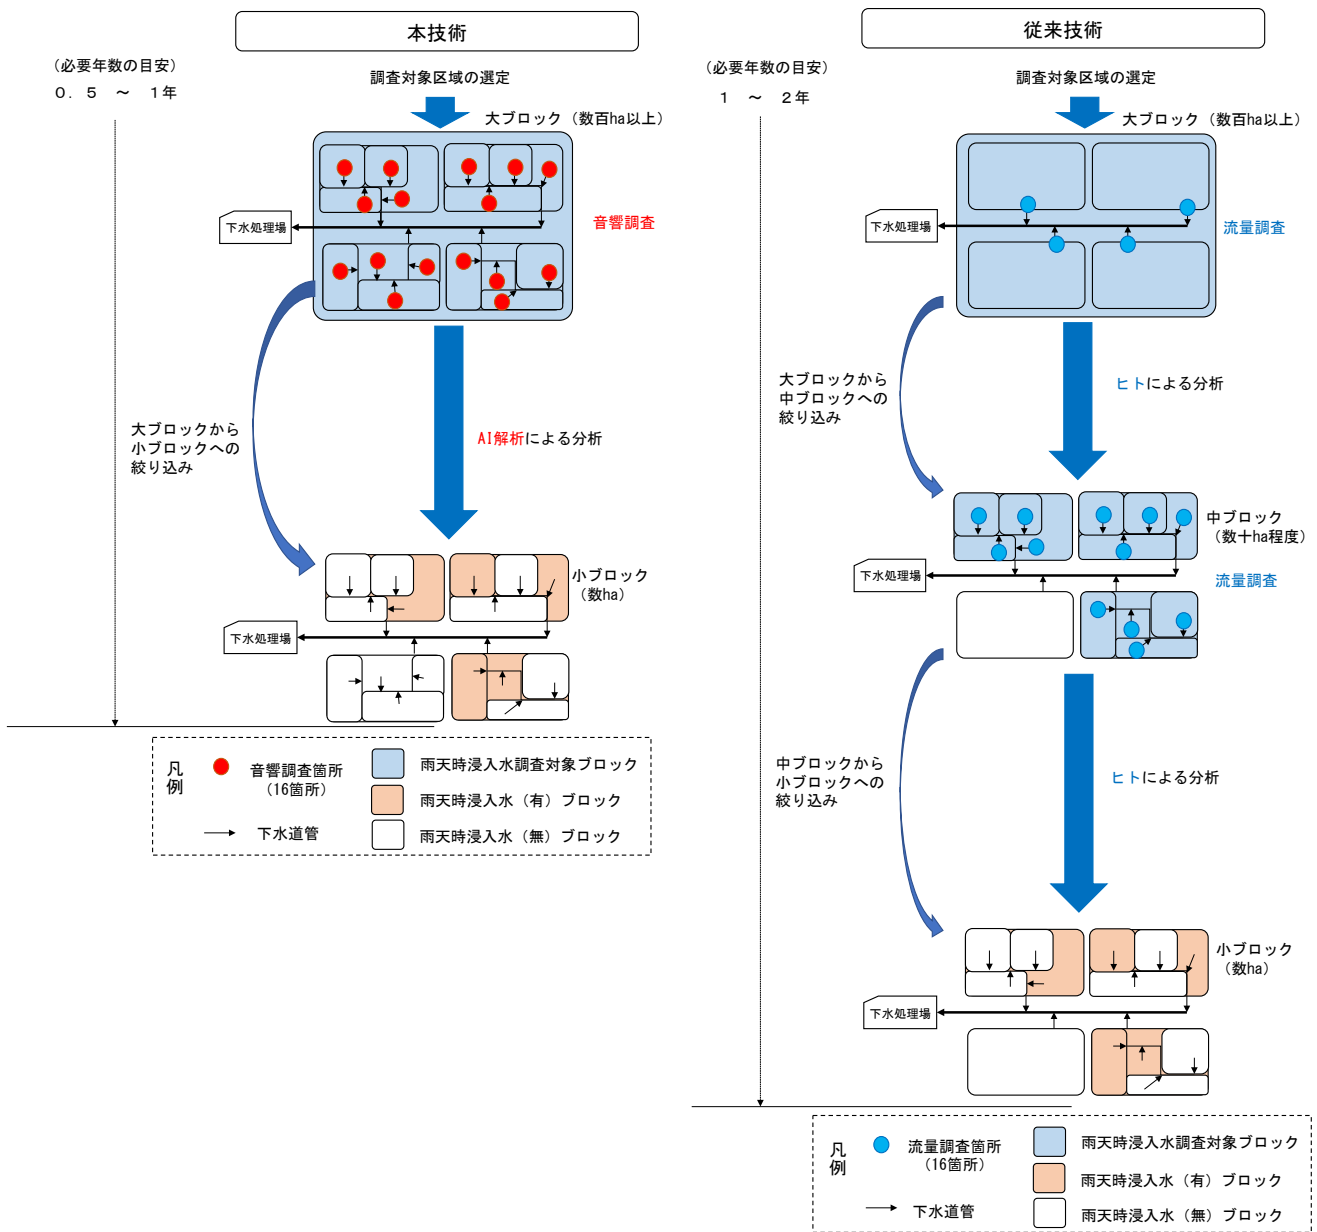 本技術
(必要年数の目安)
0．5 ～ 1年
調査対象区域の選定
大ブロック（数百ha以上）
下水処理場
音響調査
大ブロックから
小ブロックへの
絞り込み
AI解析による分析
小ブロック
（数ha）
下水処理場
凡
例
音響調査箇所
(16箇所)
下水道管
雨天時浸入水調査対象ブロック
雨天時浸入水（有）ブロック
雨天時浸入水（無）ブロック
従来技術
(必要年数の目安)
1 ～ 2年
調査対象区域の選定
大ブロック（数百ha以上）
下水処理場
流量調査
大ブロックから
中ブロックへの
絞り込み
ヒトによる分析
中ブロック
（数十ha程度）
下水処理場
流量調査
中ブロックから
小ブロックへの
絞り込み
ヒトによる分析
小ブロック
（数ha）
下水処理場
凡
例
流量調査箇所
(16箇所)
下水道管
雨天時浸入水調査対象ブロック
雨天時浸入水（有）ブロック
雨天時浸入水（無）ブロック